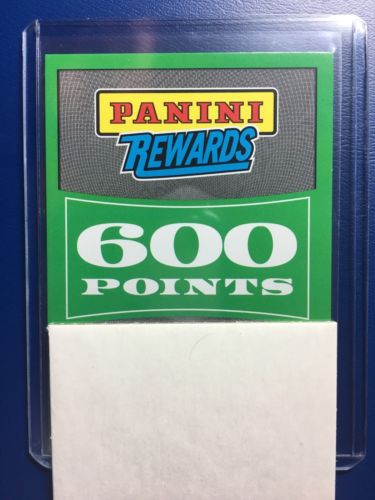 PANINI
REWARDS
600
POINTS